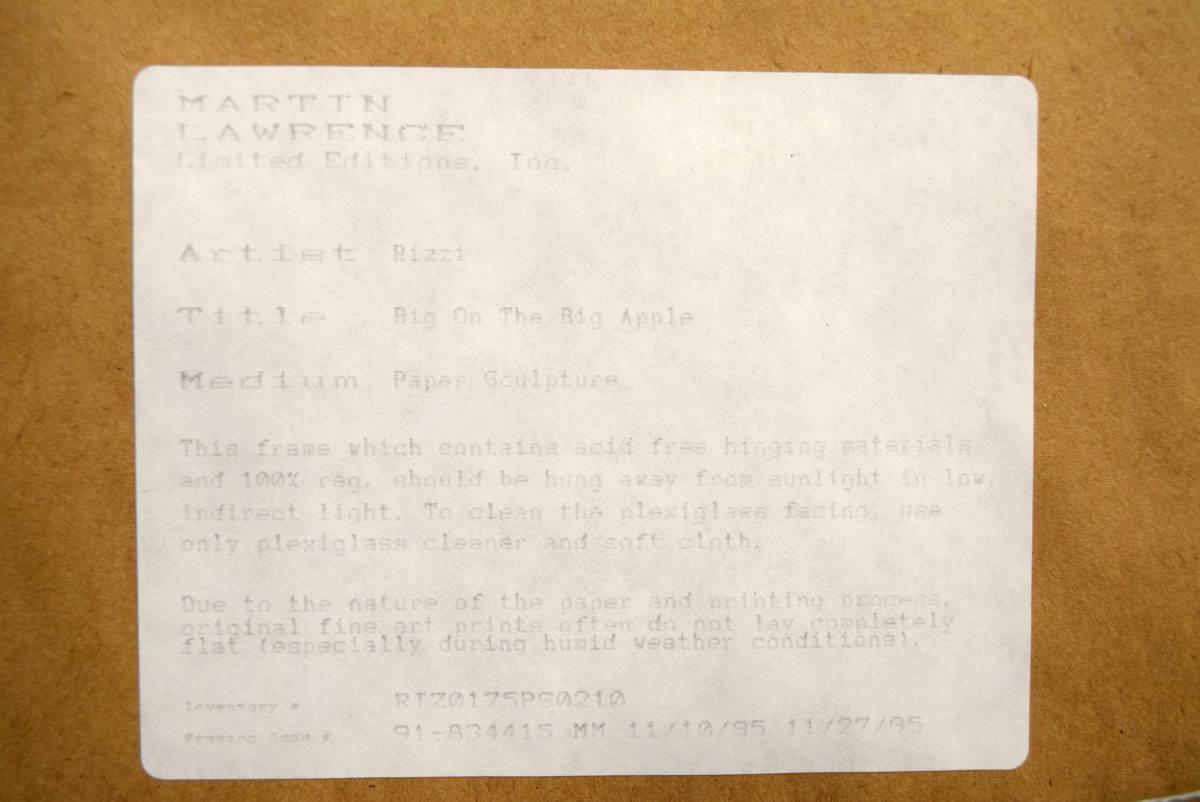 MARTIN
LAWRENCE
Limited Editions, Inc.
Artist Rizzi
Title Big On The Big Apple
Medium Paper Sculpture
This frame which contains acid free hinging materials
and 100% rag, should be hung away from sunlight in low,
indirect light. To clean the plexiglass facing, use
only plexiglass cleaner and soft cloth.
Due to the nature of the paper and printing process,
original fine art prints often do not lay completely
flat (especially during humid weather conditions).
Inventory # RIZ0175PS0210
Framing Code # 91-834415 MM 11/10/95 11/27/95